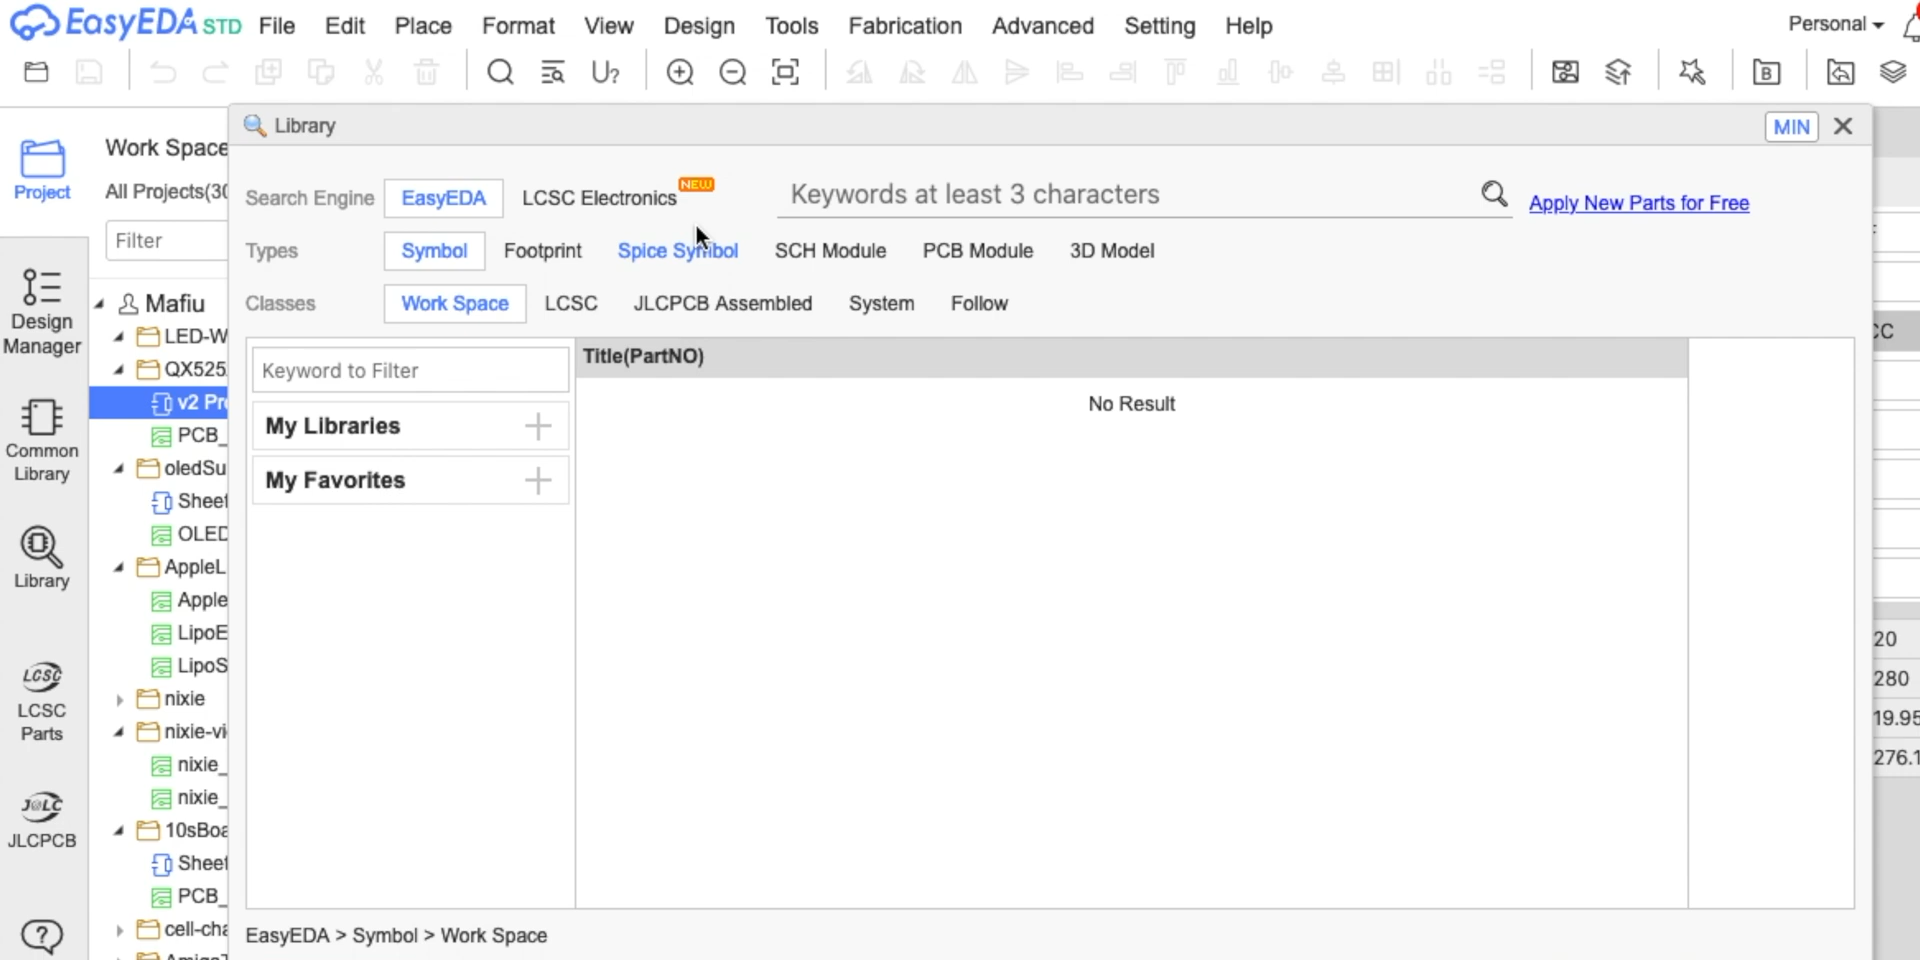 EasyEDA STD File Edit Place Format View Design Tools Fabrication Advanced Setting Help Personal
U?
B
Library MIN
Project
Work Space
All Projects(30
Filter
Search Engine EasyEDA LCSC Electronics NEW Keywords at least 3 characters Apply New Parts for Free
Types Symbol Footprint Spice Symbol SCH Module PCB Module 3D Model
Classes Work Space LCSC JLCPCB Assembled System Follow
Design
Manager
Common
Library
Library
LCSC
LCSC
Parts
JLCPCB
Mafiu
LED-W
QX525
v2 Pr
PCB_
oledSu
Sheet
OLED
AppleL
Apple
LipoE
LipoS
nixie
nixie-vi
nixie_
nixie_
10sBoa
Sheet
PCB_
cell-cha
Keyword to Filter
My Libraries
My Favorites
Title(PartNO)
No Result
CC
20
280
19.95
276.1
EasyEDA > Symbol > Work Space